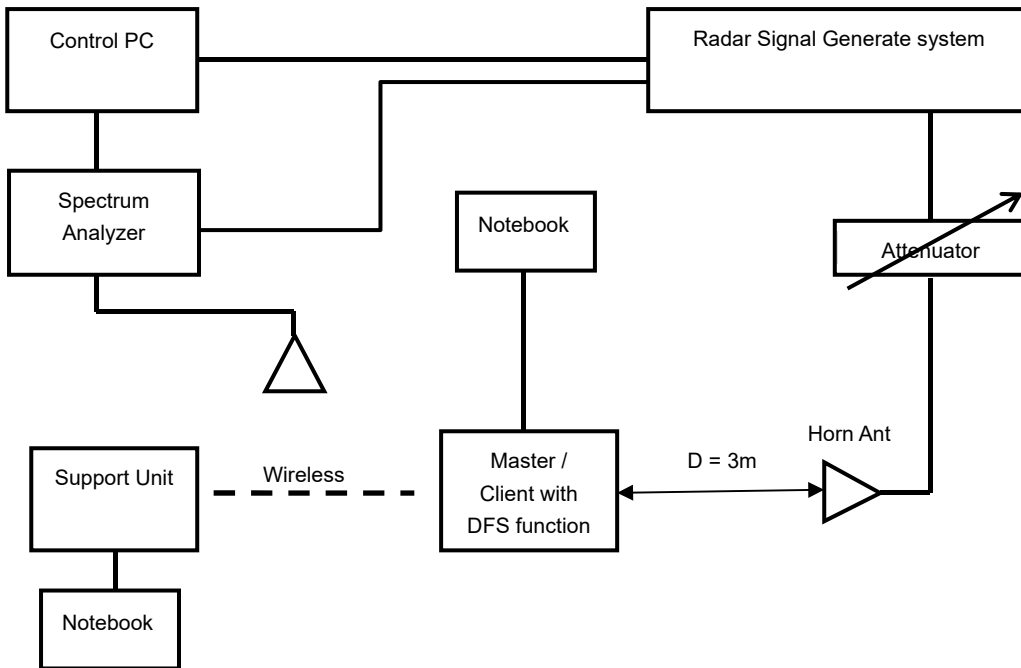 Control PC
Radar Signal Generate system
Spectrum
Analyzer
Notebook
Attenuator
Horn Ant
Support Unit
Wireless
Master /
Client with
DFS function
D = 3m
Notebook